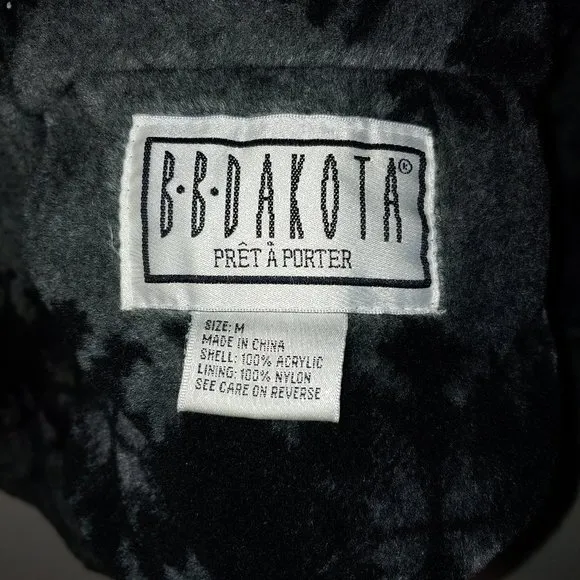 B·B·DAKOTA®
PRÊT À PORTER
SIZE: M
MADE IN CHINA
SHELL: 100% ACRYLIC
LINING: 100% NYLON
SEE CARE ON REVERSE